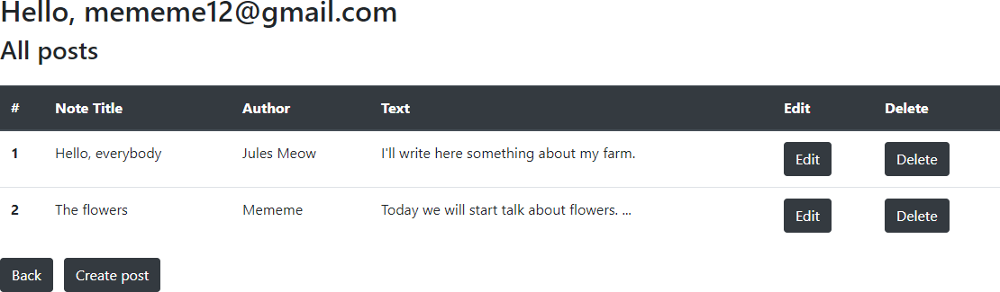 Hello, mememe12@gmail.com
All posts
# Note Title Author Text Edit Delete
1 Hello, everybody Jules Meow I'll write here something about my farm. Edit Delete
2 The flowers Mememe Today we will start talk about flowers. ... Edit Delete
Back Create post